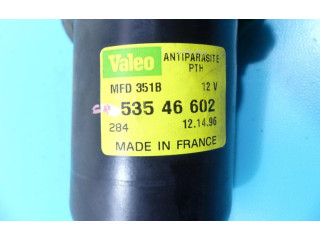 Valeo ANTIPARASITE
PTH
MFD 351B 12 V
535 46 602
284 12.14.96
MADE IN FRANCE